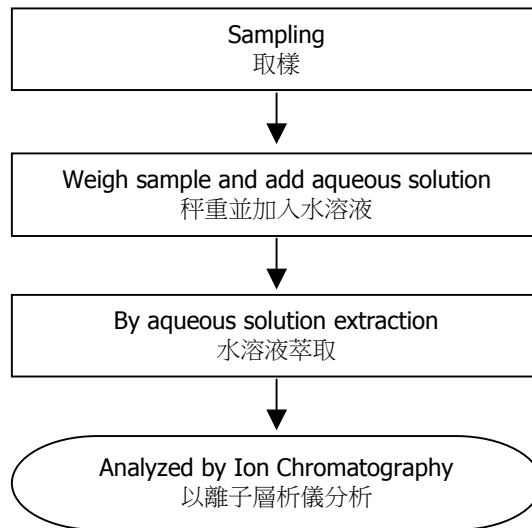 Sampling
取樣
Weigh sample and add aqueous solution
秤重並加入水溶液
By aqueous solution extraction
水溶液萃取
Analyzed by Ion Chromatography
以離子層析儀分析